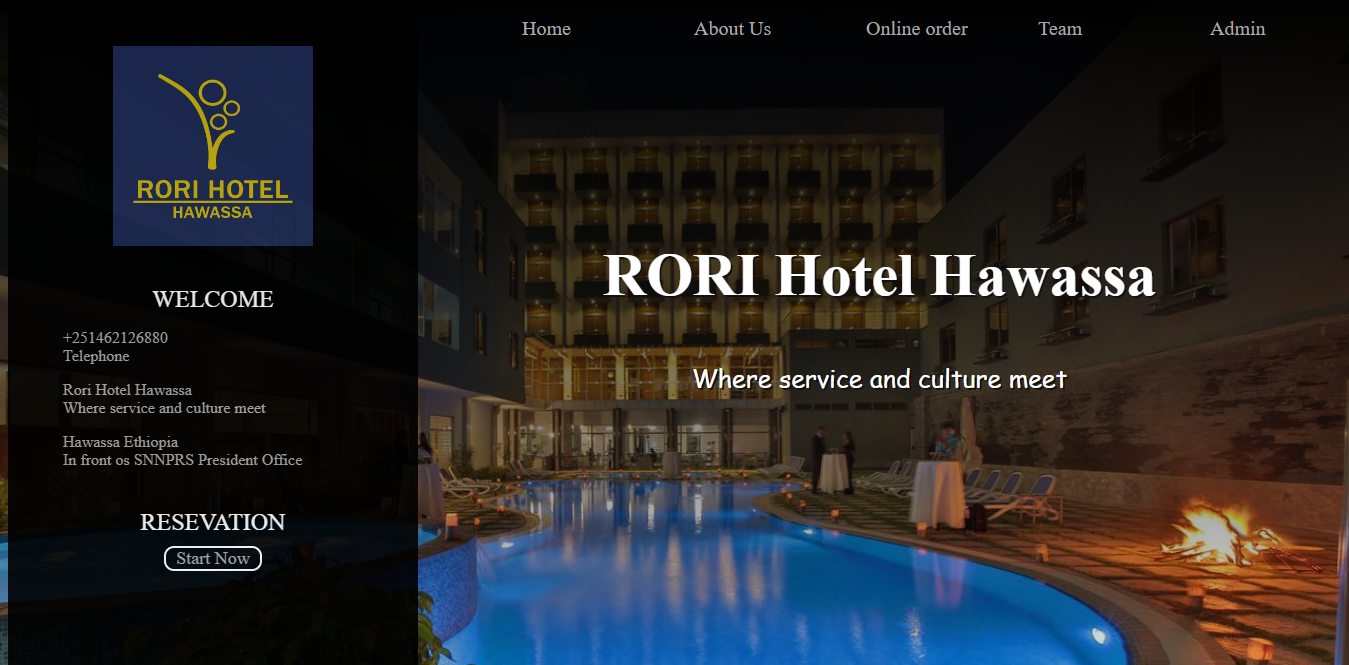 Home
About Us
Online order
Team
Admin
RORI HOTEL
HAWASSA
WELCOME
+251462126880
Telephone
Rori Hotel Hawassa
Where service and culture meet
Hawassa Ethiopia
In front os SNNPRS President Office
RESEVATION
Start Now
RORI Hotel Hawassa
Where service and culture meet